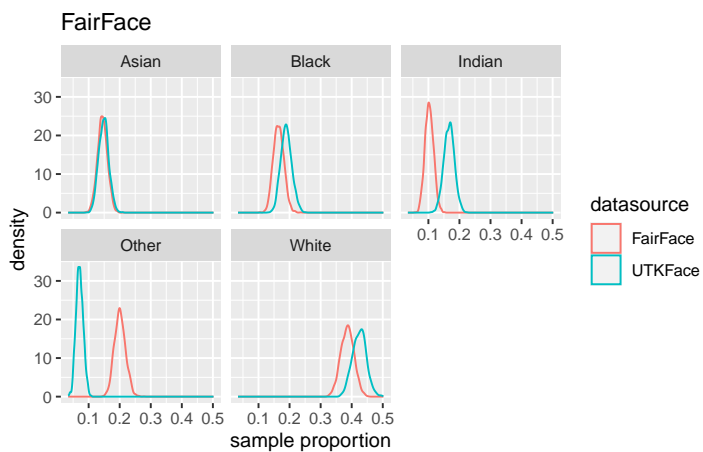 FairFace
Asian
Black
Indian
30
20
10
0
0.1 0.2 0.3 0.4 0.5
density
Other
White
30
20
10
0
0.1 0.2 0.3 0.4 0.5
0.1 0.2 0.3 0.4 0.5
sample proportion
datasource
FairFace
UTKFace